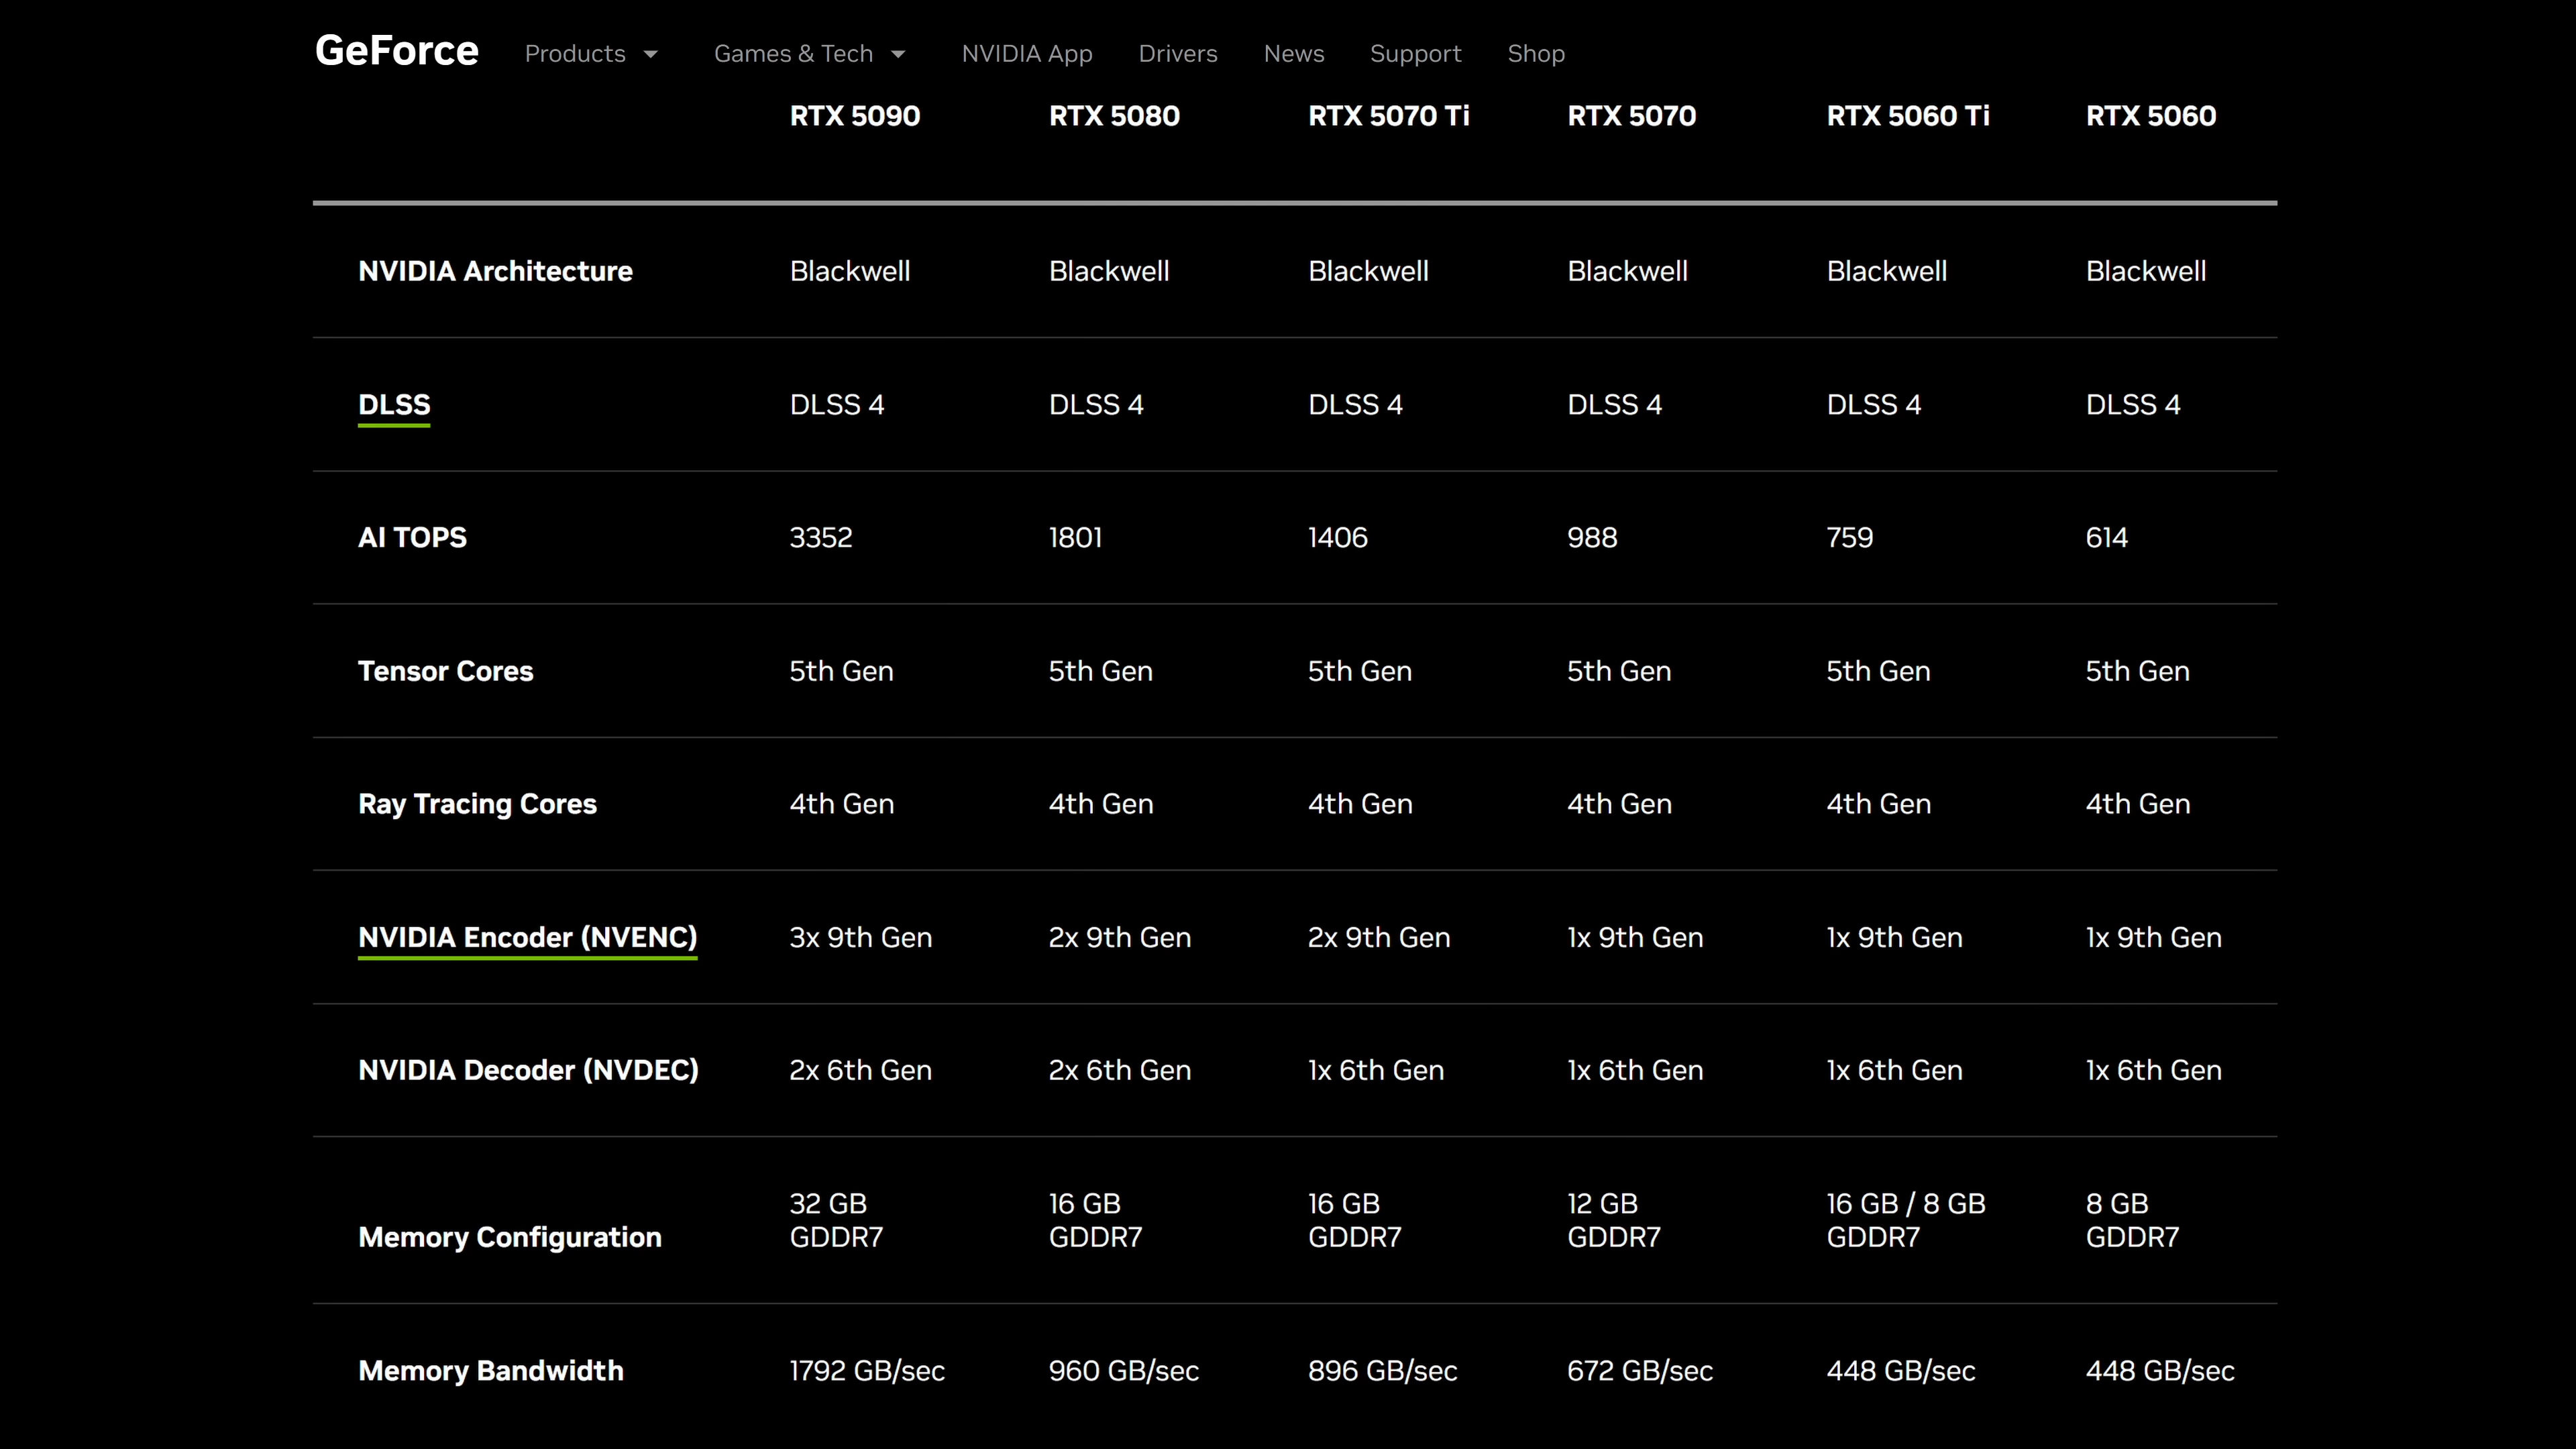 GeForce Products Games & Tech NVIDIA App Drivers News Support Shop
RTX 5090 RTX 5080 RTX 5070 Ti RTX 5070 RTX 5060 Ti RTX 5060
NVIDIA Architecture Blackwell Blackwell Blackwell Blackwell Blackwell Blackwell
DLSS DLSS 4 DLSS 4 DLSS 4 DLSS 4 DLSS 4 DLSS 4
AI TOPS 3352 1801 1406 988 759 614
Tensor Cores 5th Gen 5th Gen 5th Gen 5th Gen 5th Gen 5th Gen
Ray Tracing Cores 4th Gen 4th Gen 4th Gen 4th Gen 4th Gen 4th Gen
NVIDIA Encoder (NVENC) 3x 9th Gen 2x 9th Gen 2x 9th Gen 1x 9th Gen 1x 9th Gen 1x 9th Gen
NVIDIA Decoder (NVDEC) 2x 6th Gen 2x 6th Gen 1x 6th Gen 1x 6th Gen 1x 6th Gen 1x 6th Gen
32 GB 16 GB 16 GB 12 GB 16 GB / 8 GB 8 GB
Memory Configuration GDDR7 GDDR7 GDDR7 GDDR7 GDDR7 GDDR7
Memory Bandwidth 1792 GB/sec 960 GB/sec 896 GB/sec 672 GB/sec 448 GB/sec 448 GB/sec